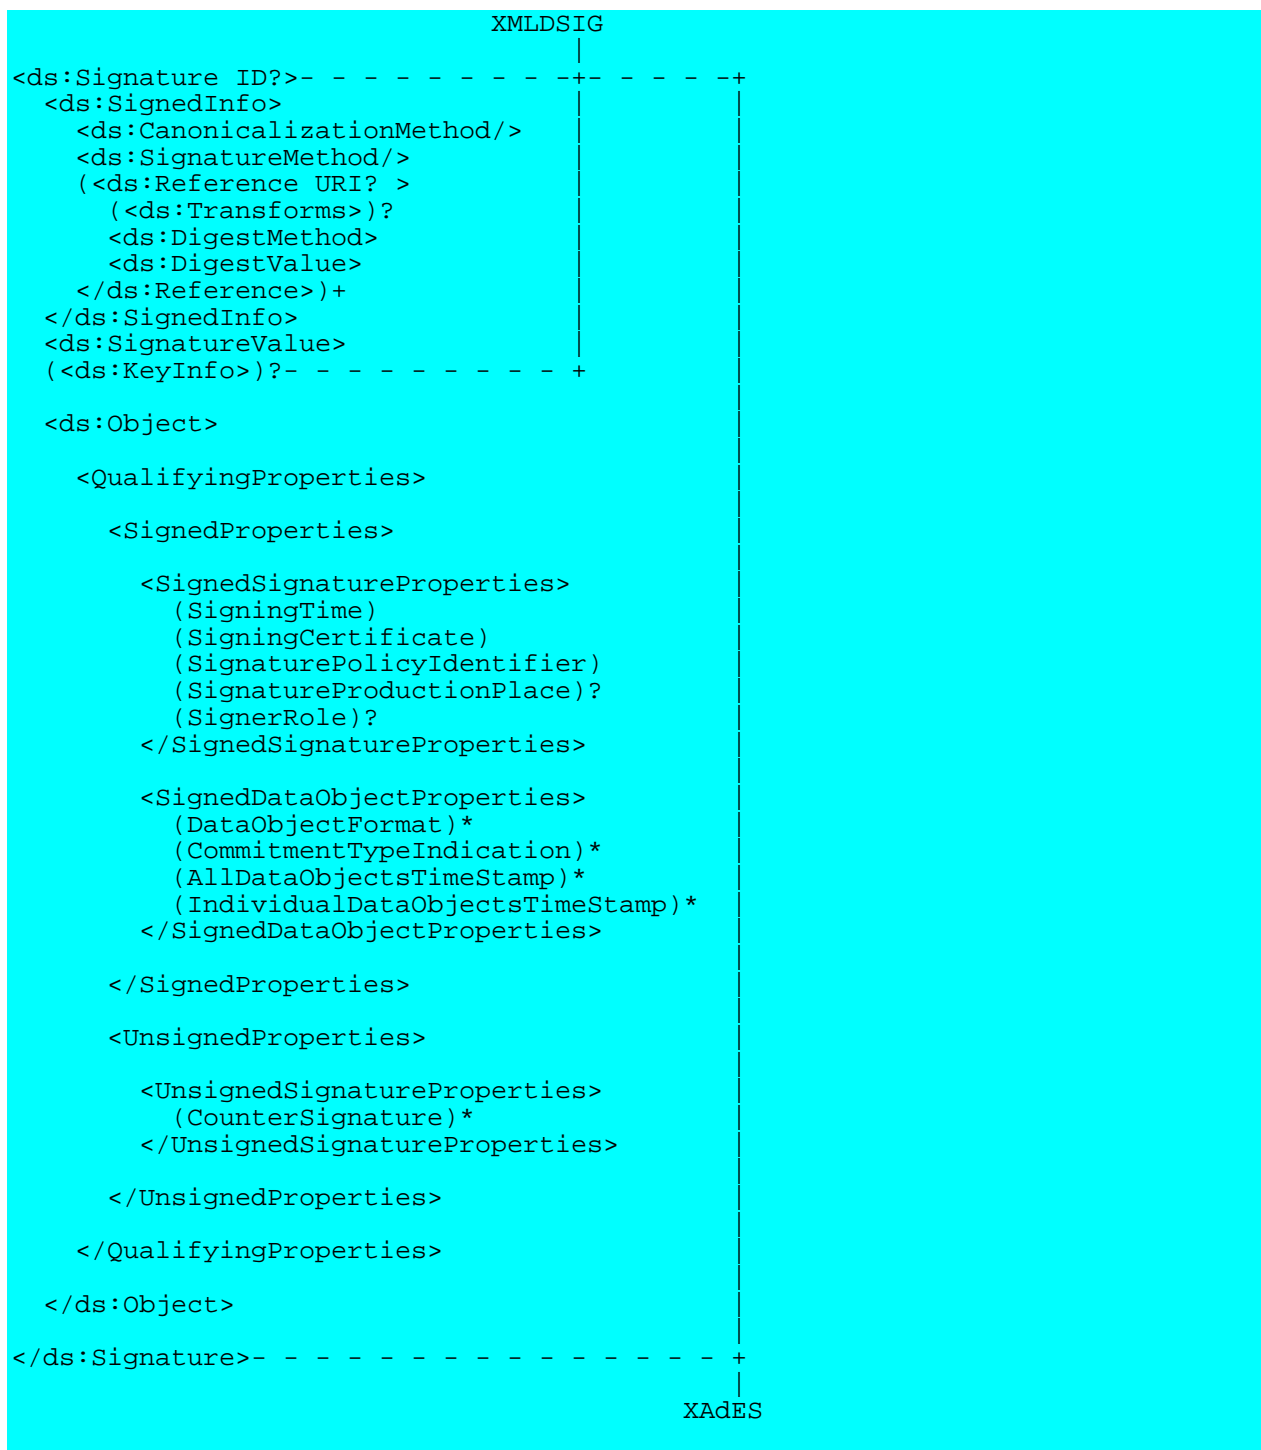 XMLDSIG
|
<ds:Signature ID?>- - - - - - - - -+- - - - -+
  <ds:SignedInfo>                  |         |
    <ds:CanonicalizationMethod/>   |         |
    <ds:SignatureMethod/>          |         |
    (<ds:Reference URI? >          |         |
      (<ds:Transforms>)?           |         |
      <ds:DigestMethod>            |         |
      <ds:DigestValue>             |         |
    </ds:Reference>)+              |         |
  </ds:SignedInfo>                 |         |
  <ds:SignatureValue>              |         |
  (<ds:KeyInfo>)?- - - - - - - - - +         |
                                             |
  <ds:Object>                                |
                                             |
    <QualifyingProperties>                   |
                                             |
      <SignedProperties>                     |
                                             |
        <SignedSignatureProperties>          |
          (SigningTime)                      |
          (SigningCertificate)               |
          (SignaturePolicyIdentifier)        |
          (SignatureProductionPlace)?        |
          (SignerRole)?                      |
        </SignedSignatureProperties>         |
                                             |
        <SignedDataObjectProperties>         |
          (DataObjectFormat)*                |
          (CommitmentTypeIndication)*        |
          (AllDataObjectsTimeStamp)*         |
          (IndividualDataObjectsTimeStamp)*  |
        </SignedDataObjectProperties>        |
                                             |
      </SignedProperties>                    |
                                             |
      <UnsignedProperties>                   |
                                             |
        <UnsignedSignatureProperties>        |
          (CounterSignature)*                |
        </UnsignedSignatureProperties>       |
                                             |
      </UnsignedProperties>                  |
                                             |
    </QualifyingProperties>                  |
                                             |
  </ds:Object>                               |
                                             |
</ds:Signature>- - - - - - - - - - - - - - - +
                                             |
                                          XAdES